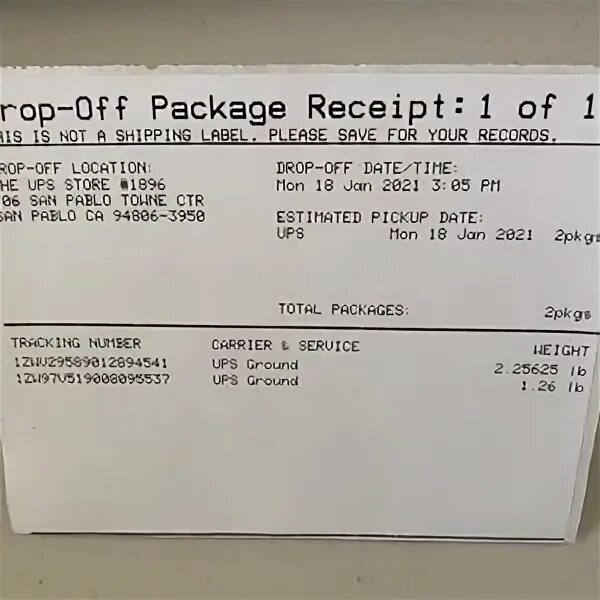 rop-Off Package Receipt: 1 of 1
HIS IS NOT A SHIPPING LABEL. PLEASE SAVE FOR YOUR RECORDS.
ROP-OFF LOCATION:
HE UPS STORE #1896
06 SAN PABLO TOWNE CTR
SAN PABLO CA 94806-3950
DROP-OFF DATE/TIME:
Mon 18 Jan 2021 3:05 PM
ESTIMATED PICKUP DATE:
UPS Mon 18 Jan 2021 2pkgs
TOTAL PACKAGES: 2pkgs
TRACKING NUMBER CARRIER & SERVICE WEIGHT
UPS Ground 2.25625 lb
UPS Ground 1.26 lb